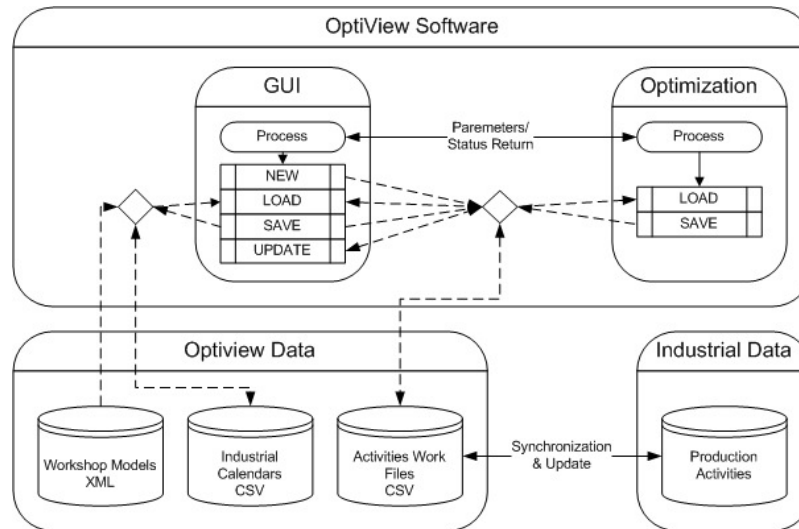 OptiView Software
GUI
Optimization
Process
Paremeters/
Status Return
Process
NEW
LOAD
SAVE
UPDATE
LOAD
SAVE
Optiview Data
Industrial Data
Workshop Models
XML
Industrial
Calendars
CSV
Activities Work
Files
CSV
Synchronization
& Update
Production
Activities